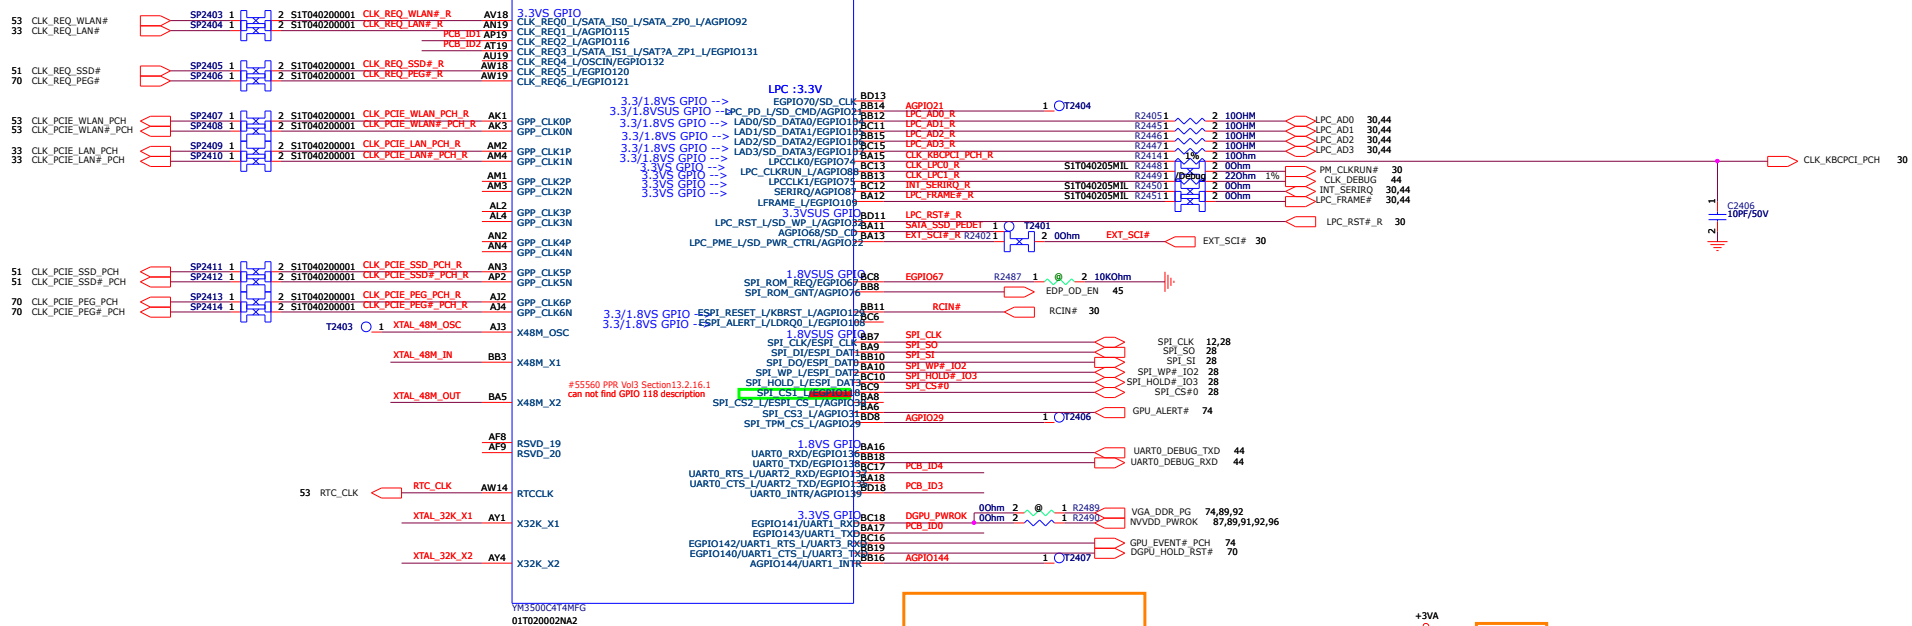 3.3VS GPIO
53 CLK_REQ_WLAN# SP2403 1 2 S1T040200001 CLK_REQ_WLAN#_R AV18 CLK_REQ0_L/SATA_IS0_L/SATA_ZP0_L/AGPIO92
33 CLK_REQ_LAN# SP2404 1 2 S1T040200001 CLK_REQ_LAN#_R AN19 CLK_REQ1_L/AGPIO115
PCB_ID1 AP19 CLK_REQ2_L/AGPIO116
PCB_ID2 AT19 CLK_REQ3_L/SATA_IS1_L/SAT?A_ZP1_L/EGPIO131
AU19 CLK_REQ4_L/OSCIN/EGPIO132
51 CLK_REQ_SSD# SP2405 1 2 S1T040200001 CLK_REQ_SSD#_R AW18 CLK_REQ5_L/EGPIO120
70 CLK_REQ_PEG# SP2406 1 2 S1T040200001 CLK_REQ_PEG#_R AW19 CLK_REQ6_L/EGPIO121
53 CLK_PCIE_WLAN_PCH SP2407 1 2 S1T040200001 CLK_PCIE_WLAN_PCH_R AK1 GPP_CLK0P
53 CLK_PCIE_WLAN#_PCH SP2408 1 2 S1T040200001 CLK_PCIE_WLAN#_PCH_R AK3 GPP_CLK0N
33 CLK_PCIE_LAN_PCH SP2409 1 2 S1T040200001 CLK_PCIE_LAN_PCH_R AM2 GPP_CLK1P
33 CLK_PCIE_LAN#_PCH SP2410 1 2 S1T040200001 CLK_PCIE_LAN#_PCH_R AM4 GPP_CLK1N
AM1 GPP_CLK2P
AM3 GPP_CLK2N
AL2 GPP_CLK3P
AL4 GPP_CLK3N
AN2 GPP_CLK4P
AN4 GPP_CLK4N
51 CLK_PCIE_SSD_PCH SP2411 1 2 S1T040200001 CLK_PCIE_SSD_PCH_R AN3 GPP_CLK5P
51 CLK_PCIE_SSD#_PCH SP2412 1 2 S1T040200001 CLK_PCIE_SSD#_PCH_R AP2 GPP_CLK5N
70 CLK_PCIE_PEG_PCH SP2413 1 2 S1T040200001 CLK_PCIE_PEG_PCH_R AJ2 GPP_CLK6P
70 CLK_PCIE_PEG#_PCH SP2414 1 2 S1T040200001 CLK_PCIE_PEG#_PCH_R AJ4 GPP_CLK6N
T2403 1 XTAL_48M_OSC AJ3 X48M_OSC
XTAL_48M_IN BB3 X48M_X1
XTAL_48M_OUT BA5 X48M_X2
#55560 PPR Vol3 Section13.2.16.1
can not find GPIO 118 description
AF8 RSVD_19
AF9 RSVD_20
53 RTC_CLK RTC_CLK AW14 RTCCLK
XTAL_32K_X1 AY1 X32K_X1
XTAL_32K_X2 AY4 X32K_X2
LPC :3.3V
3.3/1.8VS GPIO --> EGPIO70/SD_CLK BD13
3.3/1.8VSUS GPIO --> LPC_PD_L/SD_CMD/AGPIO21 BB14 AGPIO21 1 T2404
3.3/1.8VS GPIO --> LAD0/SD_DATA0/EGPIO104 BB12 LPC_AD0_R R2405 1 2 10OHM LPC_AD0 30,44
LAD1/SD_DATA1/EGPIO105 BC11 LPC_AD1_R R2445 1 2 10OHM LPC_AD1 30,44
3.3/1.8VS GPIO --> LAD2/SD_DATA2/EGPIO106 BB15 LPC_AD2_R R2446 1 2 10OHM LPC_AD2 30,44
3.3/1.8VS GPIO --> LAD3/SD_DATA3/EGPIO107 BC15 LPC_AD3_R R2447 1 2 10OHM LPC_AD3 30,44
3.3/1.8VS GPIO --> LPCCLK0/EGPIO74 BA15 CLK_KBCPCI_PCH_R R2414 1 1% 2 10Ohm CLK_KBCPCI_PCH 30
3.3VS GPIO --> LPC_CLKRUN_L/AGPIO88 BC13 CLK_LPC0_R S1T040205MIL R2448 1 2 0Ohm PM_CLKRUN# 30
3.3VS GPIO --> LPCCLK1/EGPIO75 BB13 CLK_LPC1_R R2449 1 /Debug 2 22Ohm 1% CLK_DEBUG 44
3.3VS GPIO --> SERIRQ/AGPIO87 BC12 INT_SERIRQ_R S1T040205MIL R2450 1 2 0Ohm INT_SERIRQ 30,44
3.3VS GPIO --> LFRAME_L/EGPIO109 BA12 LPC_FRAME#_R S1T040205MIL R2451 1 2 0Ohm LPC_FRAME# 30,44
1 2 C2406
10PF/50V
3.3VSUS GPIO
LPC_RST_L/SD_WP_L/AGPIO32 BD11 LPC_RST#_R LPC_RST#_R 30
AGPIO68/SD_CD BA11 SATA_SSD_PEDET 1 T2401
LPC_PME_L/SD_PWR_CTRL/AGPIO22 BA13 EXT_SCI#_R R2402 1 2 0Ohm EXT_SCI# EXT_SCI# 30
1.8VSUS GPIO
SPI_ROM_REQ/EGPIO67 BC8 EGPIO67 R2487 1 @ 2 10KOhm
SPI_ROM_GNT/AGPIO76 BB8 EDP_OD_EN 45
3.3/1.8VS GPIO --> ESPI_RESET_L/KBRST_L/AGPIO129 BB11 RCIN# RCIN# 30
3.3/1.8VS GPIO --> ESPI_ALERT_L/LDRQ0_L/EGPIO108 BC6
1.8VSUS GPIO
SPI_CLK/ESPI_CLK BB7 SPI_CLK SPI_CLK 12,28
SPI_DI/ESPI_DAT1 BA9 SPI_SO SPI_SO 28
SPI_DO/ESPI_DAT0 BB10 SPI_SI SPI_SI 28
SPI_WP_L/ESPI_DAT2 BA10 SPI_WP#_IO2 SPI_WP#_IO2 28
SPI_HOLD_L/ESPI_DAT3 BC10 SPI_HOLD#_IO3 SPI_HOLD#_IO3 28
SPI_CS1_L/EGPIO118 BC9 SPI_CS#0 SPI_CS#0 28
SPI_CS2_L/ESPI_CS_L/AGPIO30 BA8
SPI_CS3_L/AGPIO31 BA6 GPU_ALERT# 74
SPI_TPM_CS_L/AGPIO29 BD8 AGPIO29 1 T2406
1.8VS GPIO
UART0_RXD/EGPIO136 BA16 UART0_DEBUG_TXD 44
UART0_TXD/EGPIO138 BB18 UART0_DEBUG_RXD 44
UART0_RTS_L/UART2_RXD/EGPIO137 BC17 PCB_ID4
UART0_CTS_L/UART2_TXD/EGPIO135 BA18
UART0_INTR/AGPIO139 BD18 PCB_ID3
3.3VS GPIO
0Ohm 2 @ 1 R2489 VGA_DDR_PG 74,89,92
EGPIO141/UART1_RXD BC18 DGPU_PWROK 0Ohm 2 1 R2490 NVVDD_PWROK 87,89,91,92,96
EGPIO143/UART1_TXD BA17 PCB_ID0
EGPIO142/UART1_RTS_L/UART3_RXD BC16 GPU_EVENT#_PCH 74
EGPIO140/UART1_CTS_L/UART3_TXD BB19 DGPU_HOLD_RST# 70
AGPIO144/UART1_INTR BB16 AGPIO144 1 T2407
YM3500C4T4MFG
01T020002NA2
+3VA